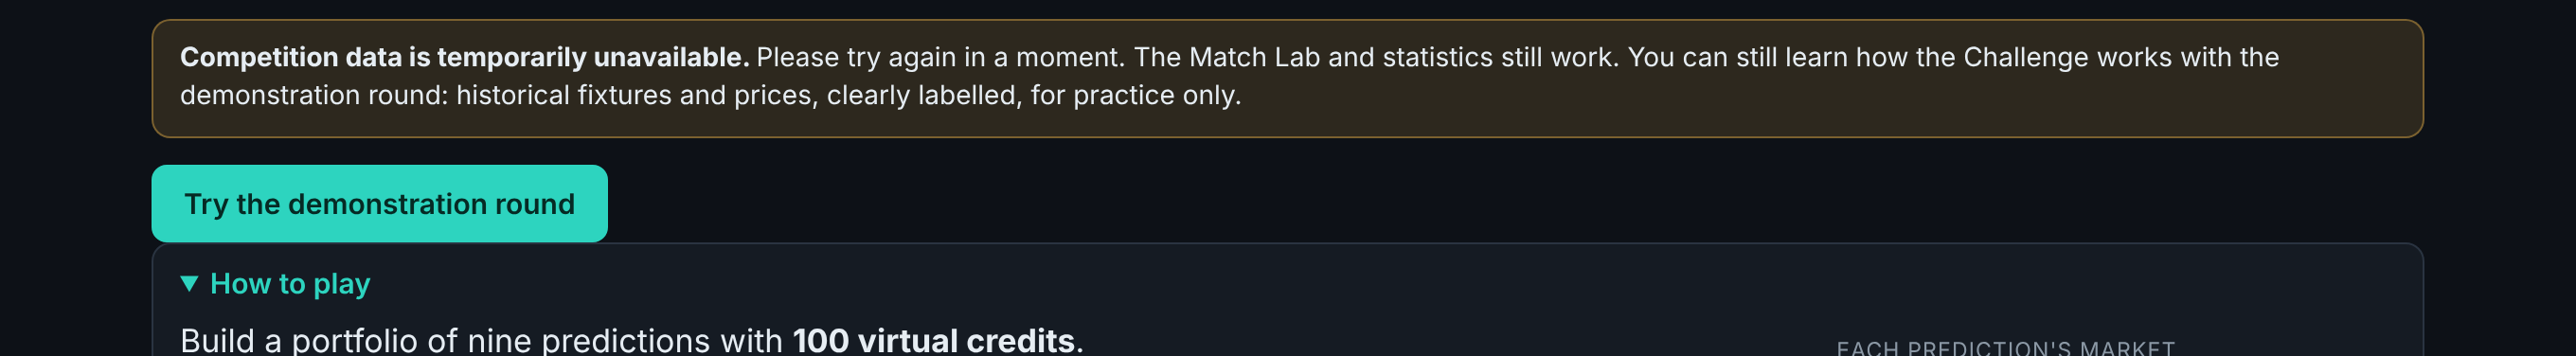 Competition data is temporarily unavailable. Please try again in a moment. The Match Lab and statistics still work. You can still learn how the Challenge works with the
demonstration round: historical fixtures and prices, clearly labelled, for practice only.
Try the demonstration round
▼ How to play
Build a portfolio of nine predictions with 100 virtual credits.
EACH PREDICTION'S MARKET